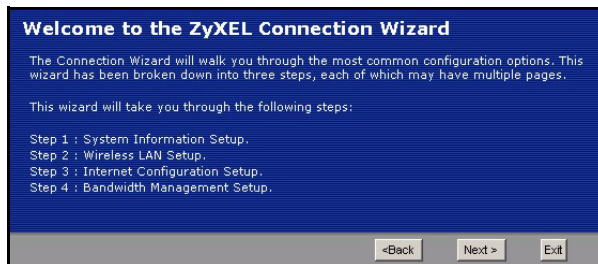 Welcome to the ZyXEL Connection Wizard
The Connection Wizard will walk you through the most common configuration options. This
wizard has been broken down into three steps, each of which may have multiple pages.
This wizard will take you through the following steps:
Step 1 : System Information Setup.
Step 2 : Wireless LAN Setup.
Step 3 : Internet Configuration Setup.
Step 4 : Bandwidth Management Setup.
<Back Next > Exit